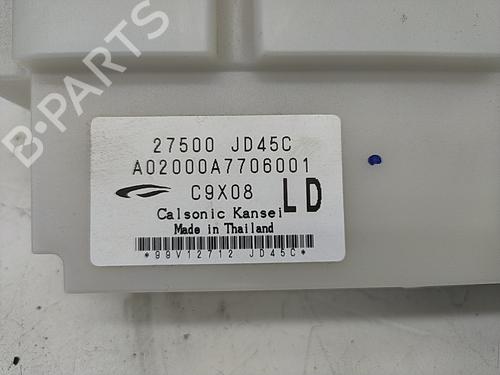 27500 JD45C
A02000A7706001
C9X08 LD
Calsonic Kansei
Made in Thailand
*99V12712 JD45C*
B-PARTS